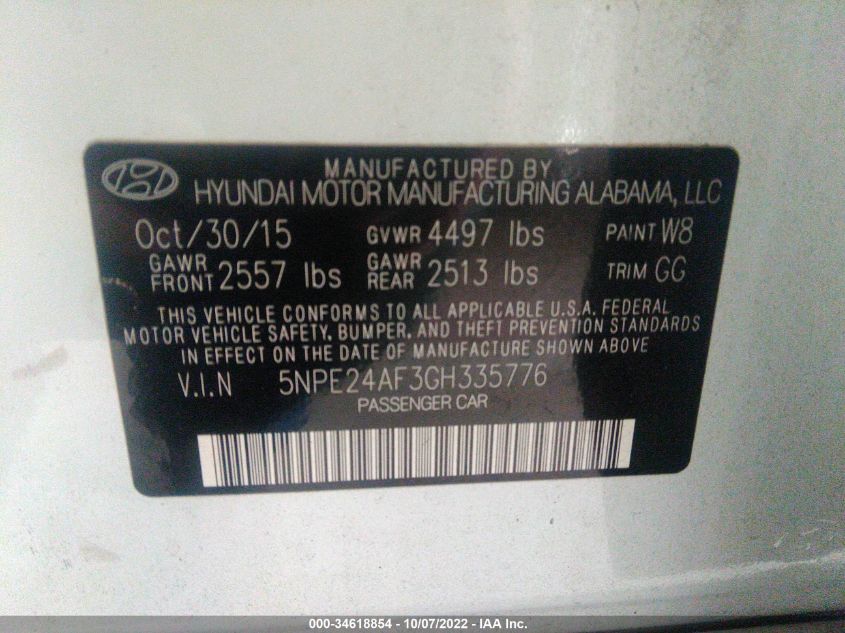 MANUFACTURED BY
HYUNDAI MOTOR MANUFACTURING ALABAMA, LLC
Oct/30/15 GVWR 4497 lbs PAINT W8
GAWR FRONT 2557 lbs GAWR REAR 2513 lbs TRIM GG
THIS VEHICLE CONFORMS TO ALL APPLICABLE U.S.A. FEDERAL
MOTOR VEHICLE SAFETY, BUMPER, AND THEFT PREVENTION STANDARDS
IN EFFECT ON THE DATE OF MANUFACTURE SHOWN ABOVE
V.I.N 5NPE24AF3GH335776
PASSENGER CAR
000-34618854 - 10/07/2022 - IAA Inc.